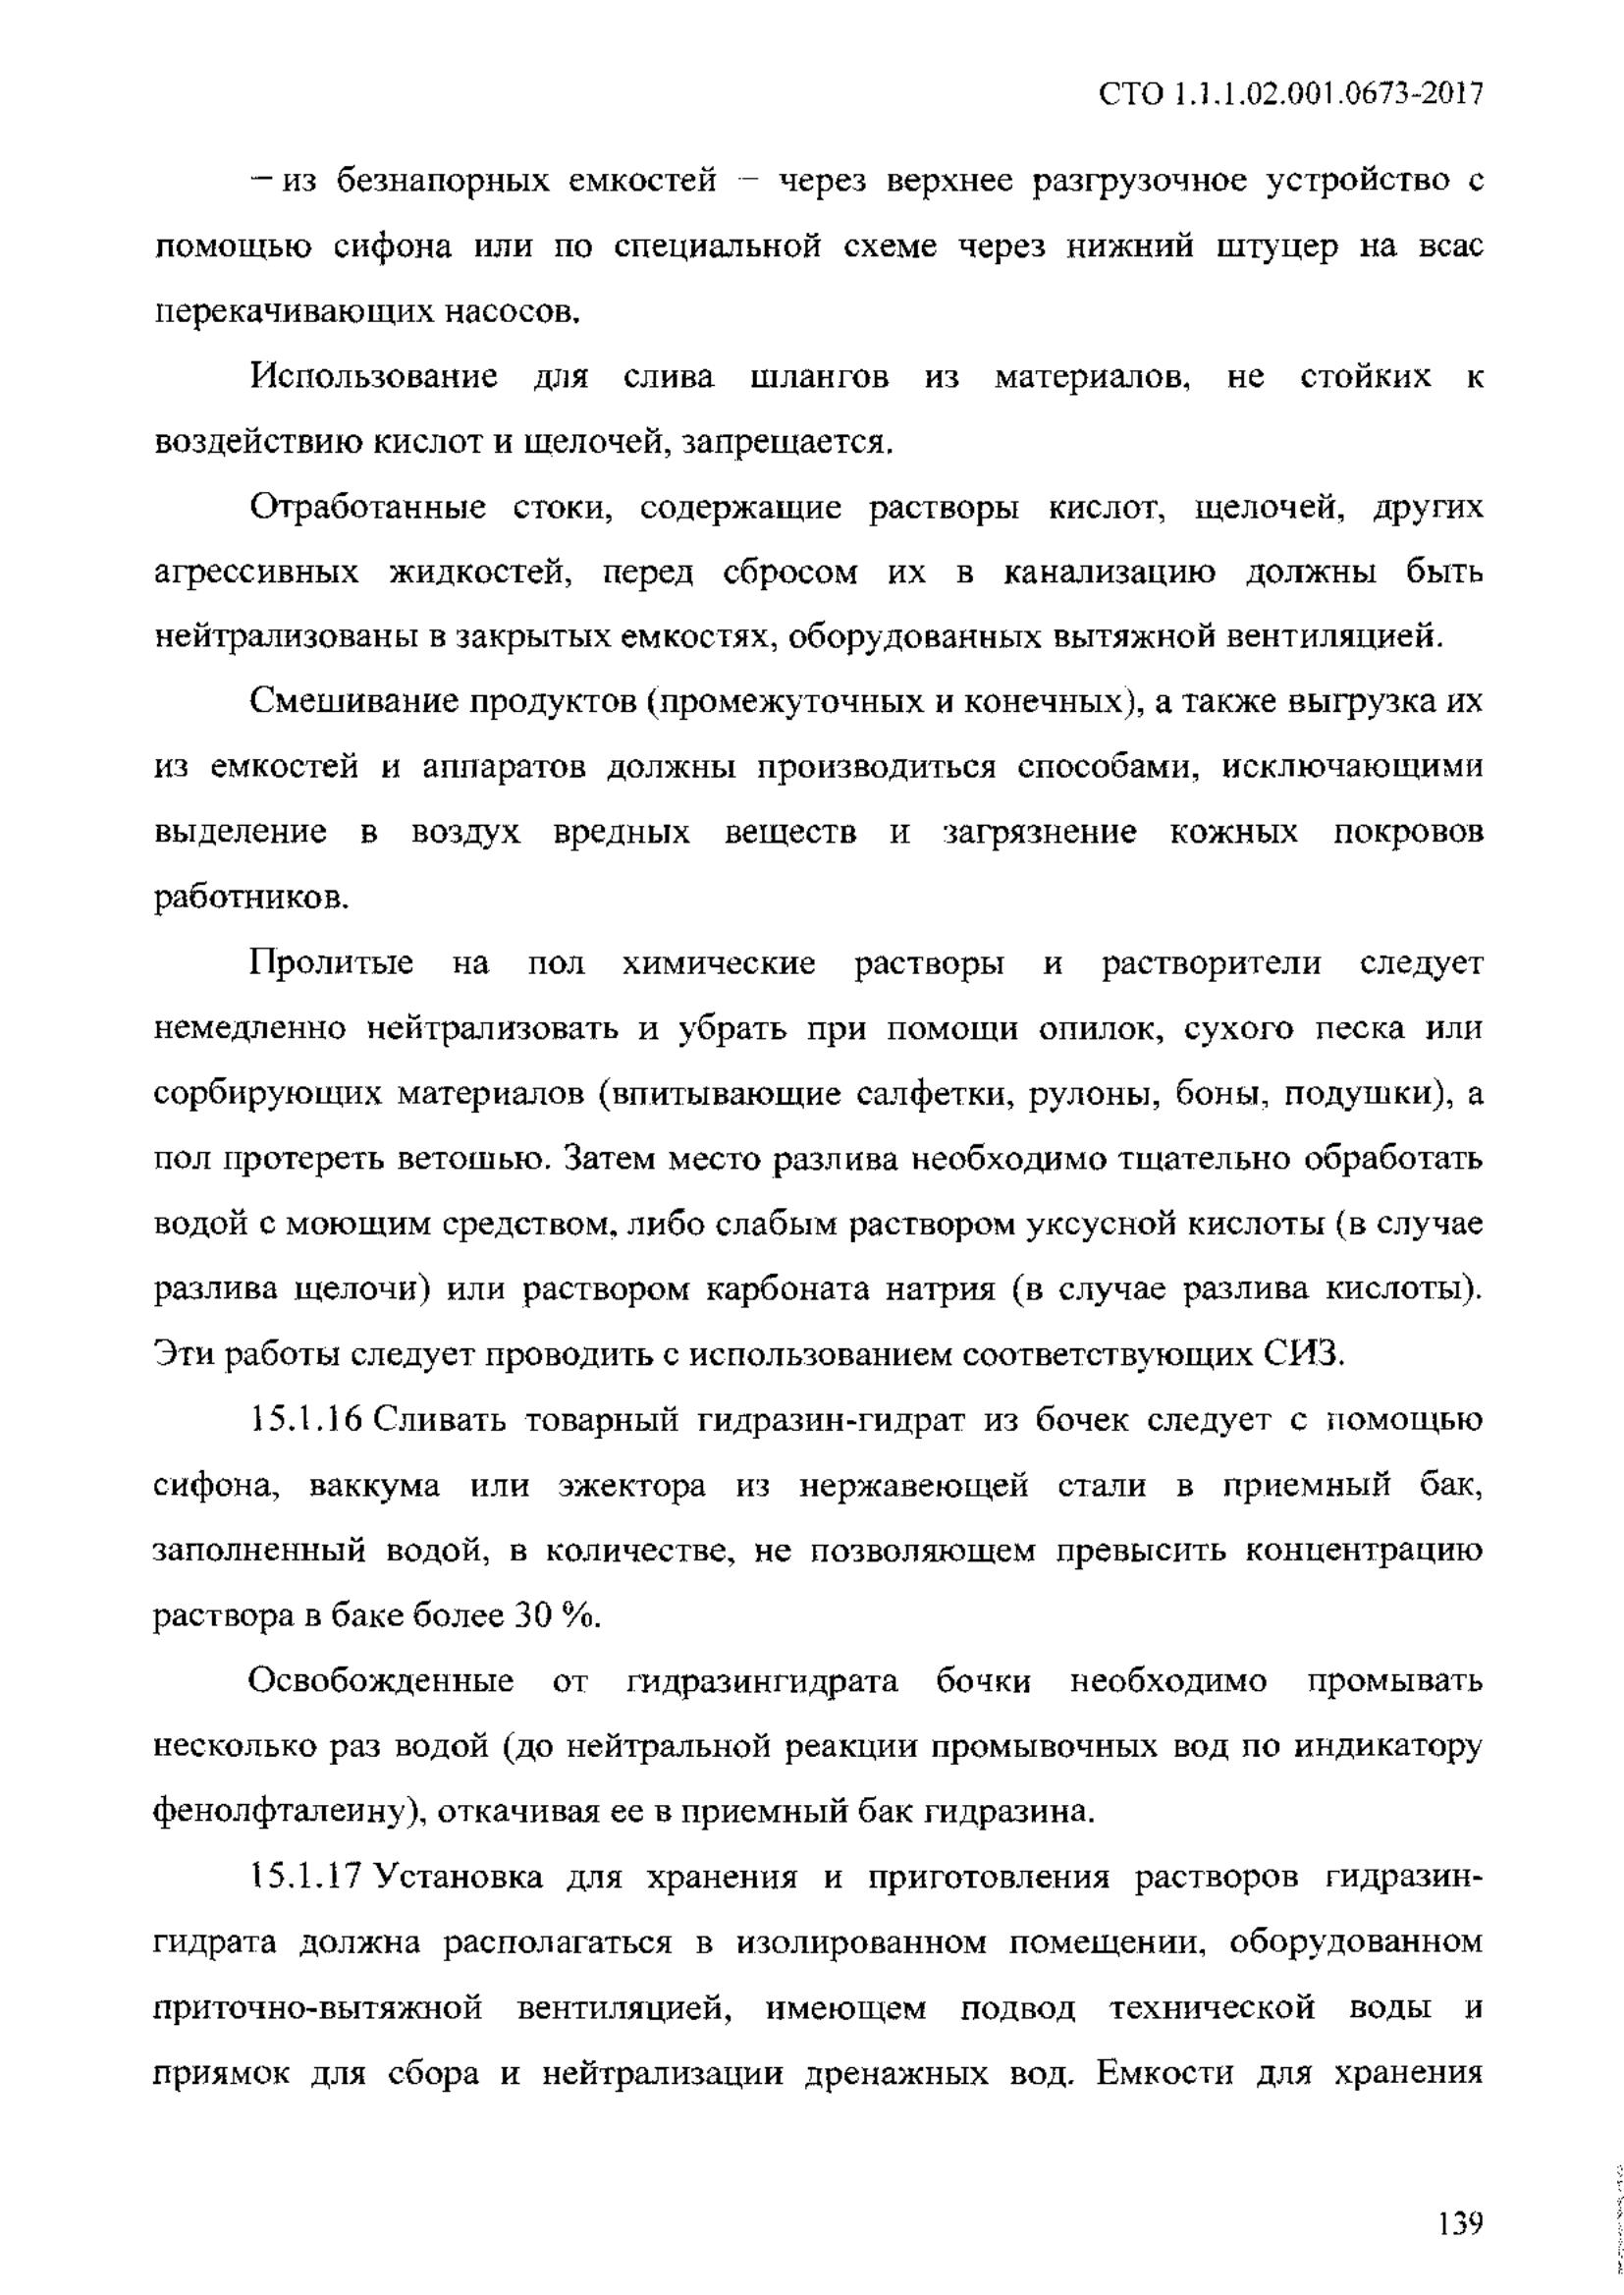 СТО 1.1.1.02.001.0673-2017
– из безнапорных емкостей – через верхнее разгрузочное устройство с
помощью сифона или по специальной схеме через нижний штуцер на всас
перекачивающих насосов.
Использование для слива шлангов из материалов, не стойких к
воздействию кислот и щелочей, запрещается.
Отработанные стоки, содержащие растворы кислот, щелочей, других
агрессивных жидкостей, перед сбросом их в канализацию должны быть
нейтрализованы в закрытых емкостях, оборудованных вытяжной вентиляцией.
Смешивание продуктов (промежуточных и конечных), а также выгрузка их
из емкостей и аппаратов должны производиться способами, исключающими
выделение в воздух вредных веществ и загрязнение кожных покровов
работников.
Пролитые на пол химические растворы и растворители следует
немедленно нейтрализовать и убрать при помощи опилок, сухого песка или
сорбирующих материалов (впитывающие салфетки, рулоны, боны, подушки), а
пол протереть ветошью. Затем место разлива необходимо тщательно обработать
водой с моющим средством, либо слабым раствором уксусной кислоты (в случае
разлива щелочи) или раствором карбоната натрия (в случае разлива кислоты).
Эти работы следует проводить с использованием соответствующих СИЗ.
15.1.16 Сливать товарный гидразин-гидрат из бочек следует с помощью
сифона, ваккума или эжектора из нержавеющей стали в приемный бак,
заполненный водой, в количестве, не позволяющем превысить концентрацию
раствора в баке более 30 %.
Освобожденные от гидразингидрата бочки необходимо промывать
несколько раз водой (до нейтральной реакции промывочных вод по индикатору
фенолфталеину), откачивая ее в приемный бак гидразина.
15.1.17 Установка для хранения и приготовления растворов гидразин-
гидрата должна располагаться в изолированном помещении, оборудованном
приточно-вытяжной вентиляцией, имеющем подвод технической воды и
приямок для сбора и нейтрализации дренажных вод. Емкости для хранения
139